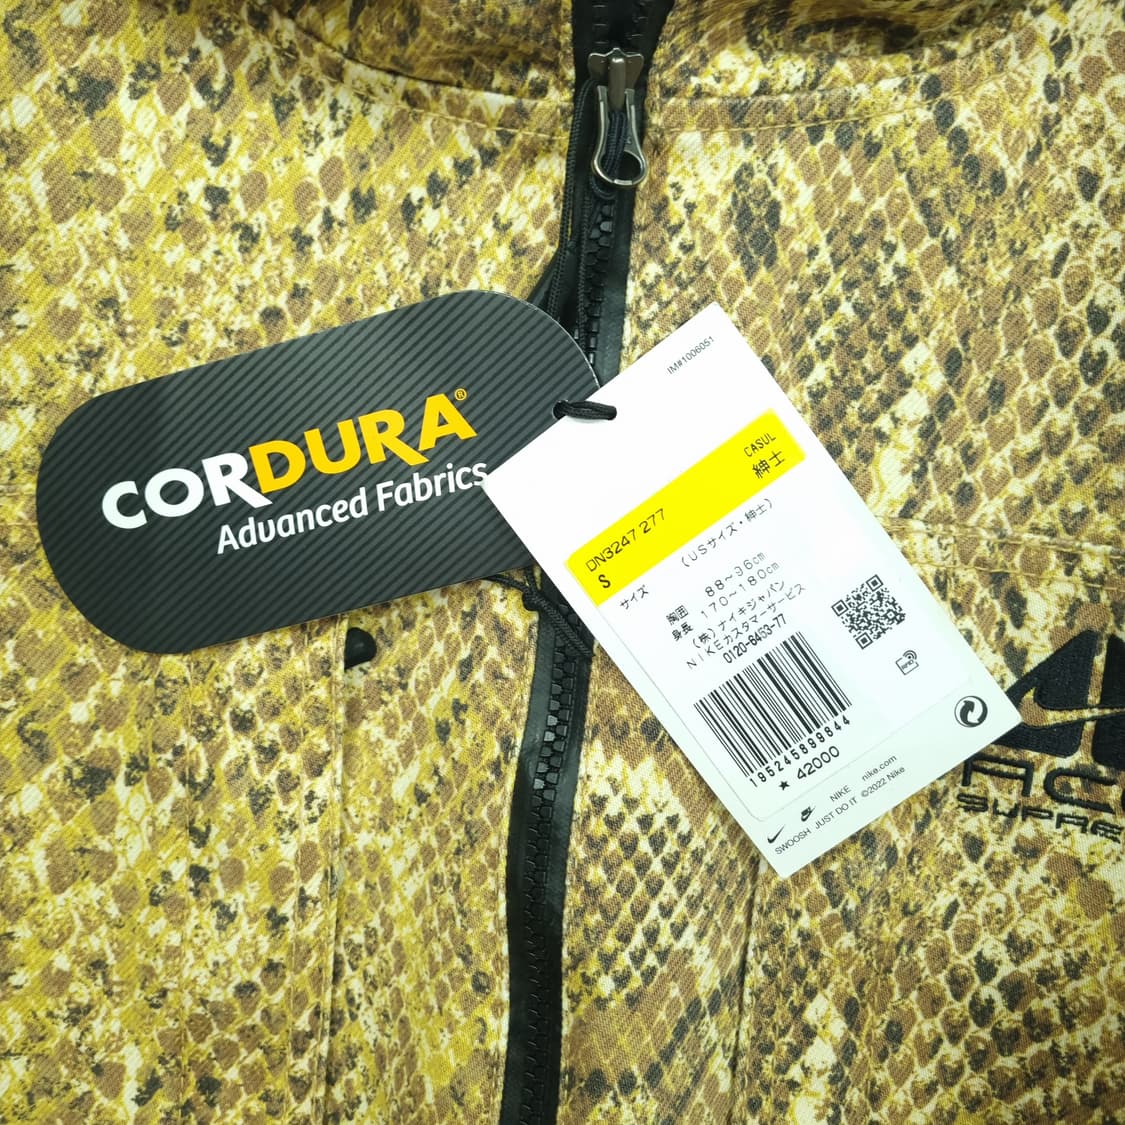 CORDURA®
Advanced Fabrics
IM#1006051
CASUL
紳士
DN3247 277
S
(USサイズ・紳士)
サイズ
胸囲 88~96cm
身長 170~180cm
(株)ナイキジャパン
NIKEカスタマーサービス
0120-6453-77
195245899844
★ 42000
RFID
NIKE nike.com
SWOOSH JUST DO IT ©2022 Nike
AC
SUPRE